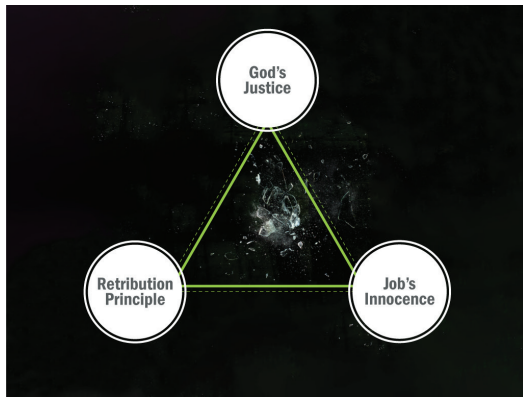 God's
Justice
Retribution
Principle
Job's
Innocence